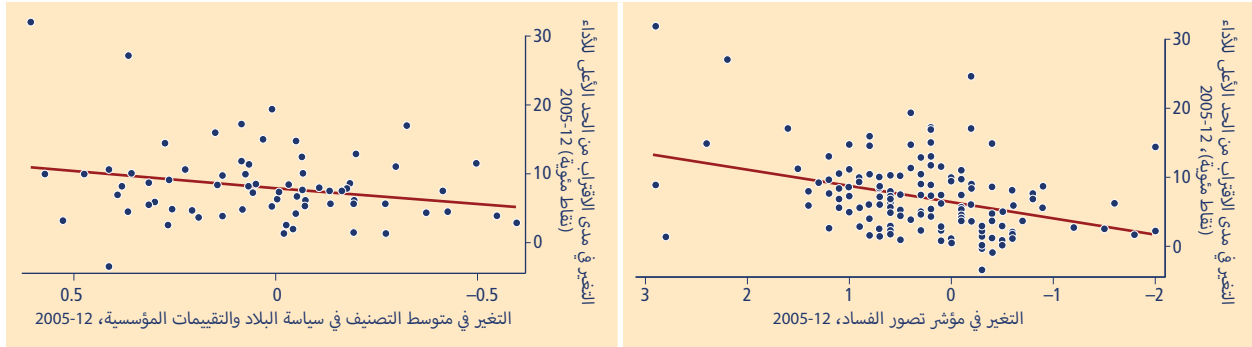 التغير في مدى الاقتراب من الحد الأعلى للأداء
(نقاط مئوية)، 12-2005
30
20
10
0
3
2
1
0
–1
–2
التغير في مؤشر تصور الفساد، 12-2005
التغير في مدى الاقتراب من الحد الأعلى للأداء
(نقاط مئوية) 12-2005
30
20
10
0
0.5
0
–0.5
التغير في متوسط التصنيف في سياسة البلاد والتقييمات المؤسسية، 12-2005